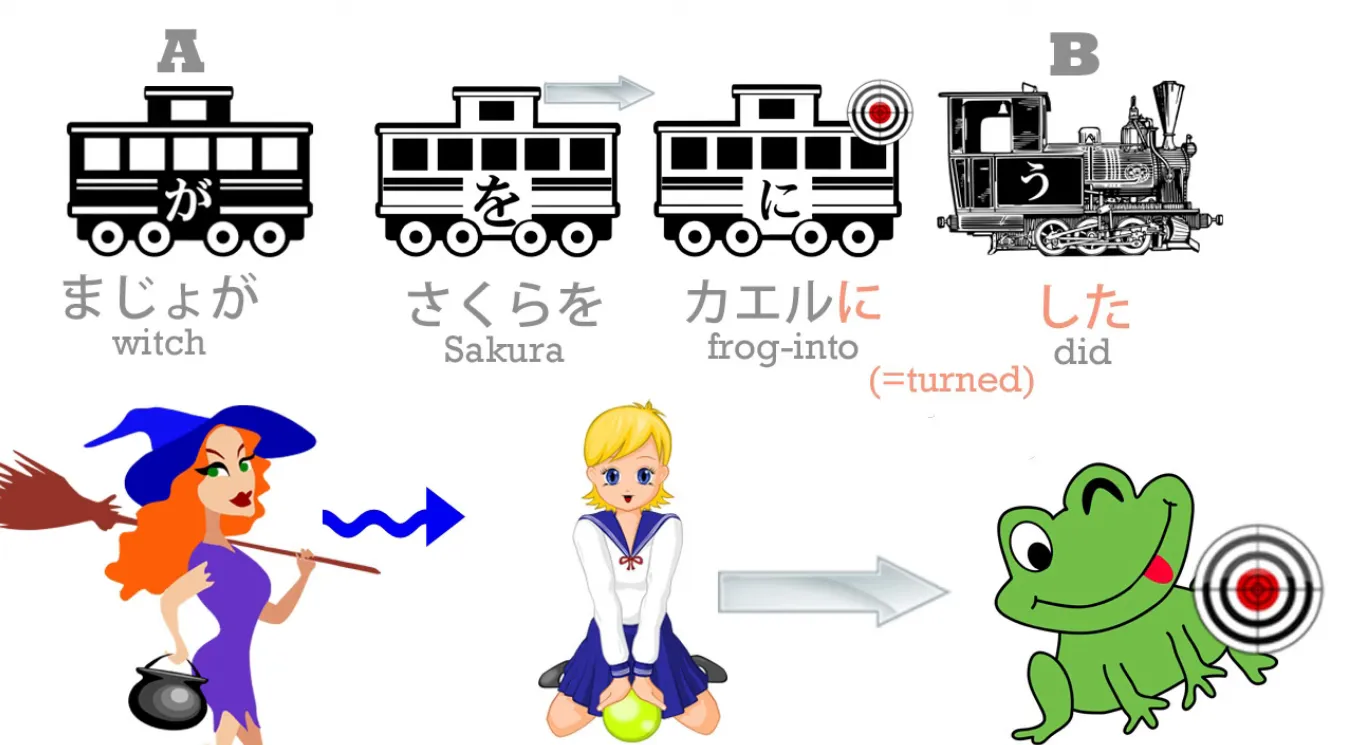 A B
が を に う
まじょが さくらを カエルに した
witch Sakura frog-into did
(=turned)